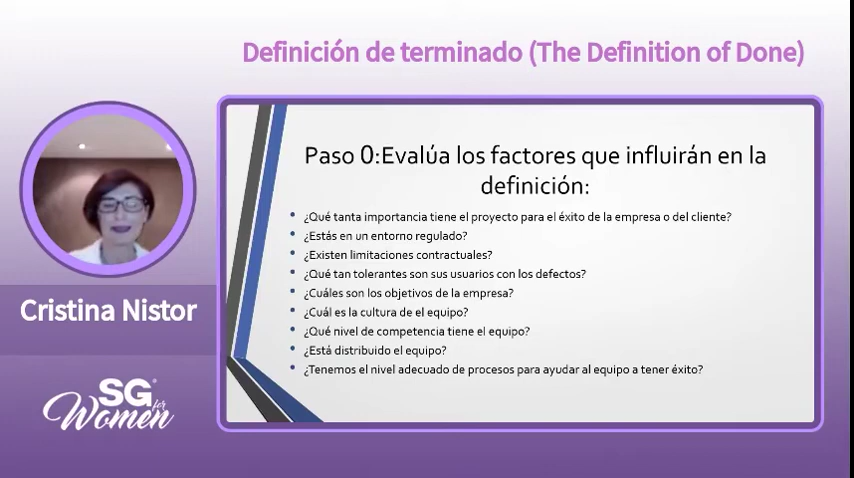 Definición de terminado (The Definition of Done)
Paso 0:Evalúa los factores que influirán en la
definición:
• ¿Qué tanta importancia tiene el proyecto para el éxito de la empresa o del cliente?
• ¿Estás en un entorno regulado?
• ¿Existen limitaciones contractuales?
• ¿Qué tan tolerantes son sus usuarios con los defectos?
• ¿Cuáles son los objetivos de la empresa?
• ¿Cuál es la cultura de el equipo?
• ¿Qué nivel de competencia tiene el equipo?
• ¿Está distribuido el equipo?
• ¿Tenemos el nivel adecuado de procesos para ayudar al equipo a tener éxito?
Cristina Nistor
SG
for
Women